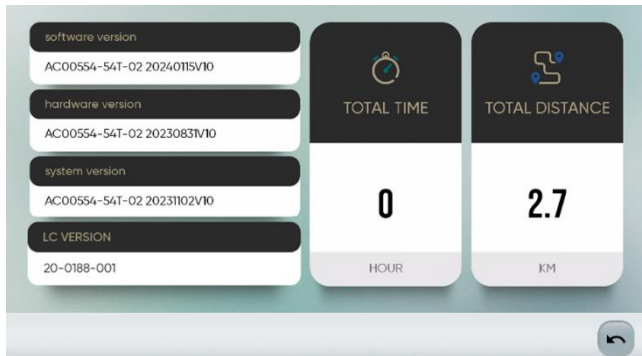 software version
AC00554-54T-02 20240115V10
hardware version
AC00554-54T-02 20230831V10
system version
AC00554-54T-02 20231102V10
LC VERSION
20-0188-001
TOTAL TIME
0
HOUR
TOTAL DISTANCE
2.7
KM